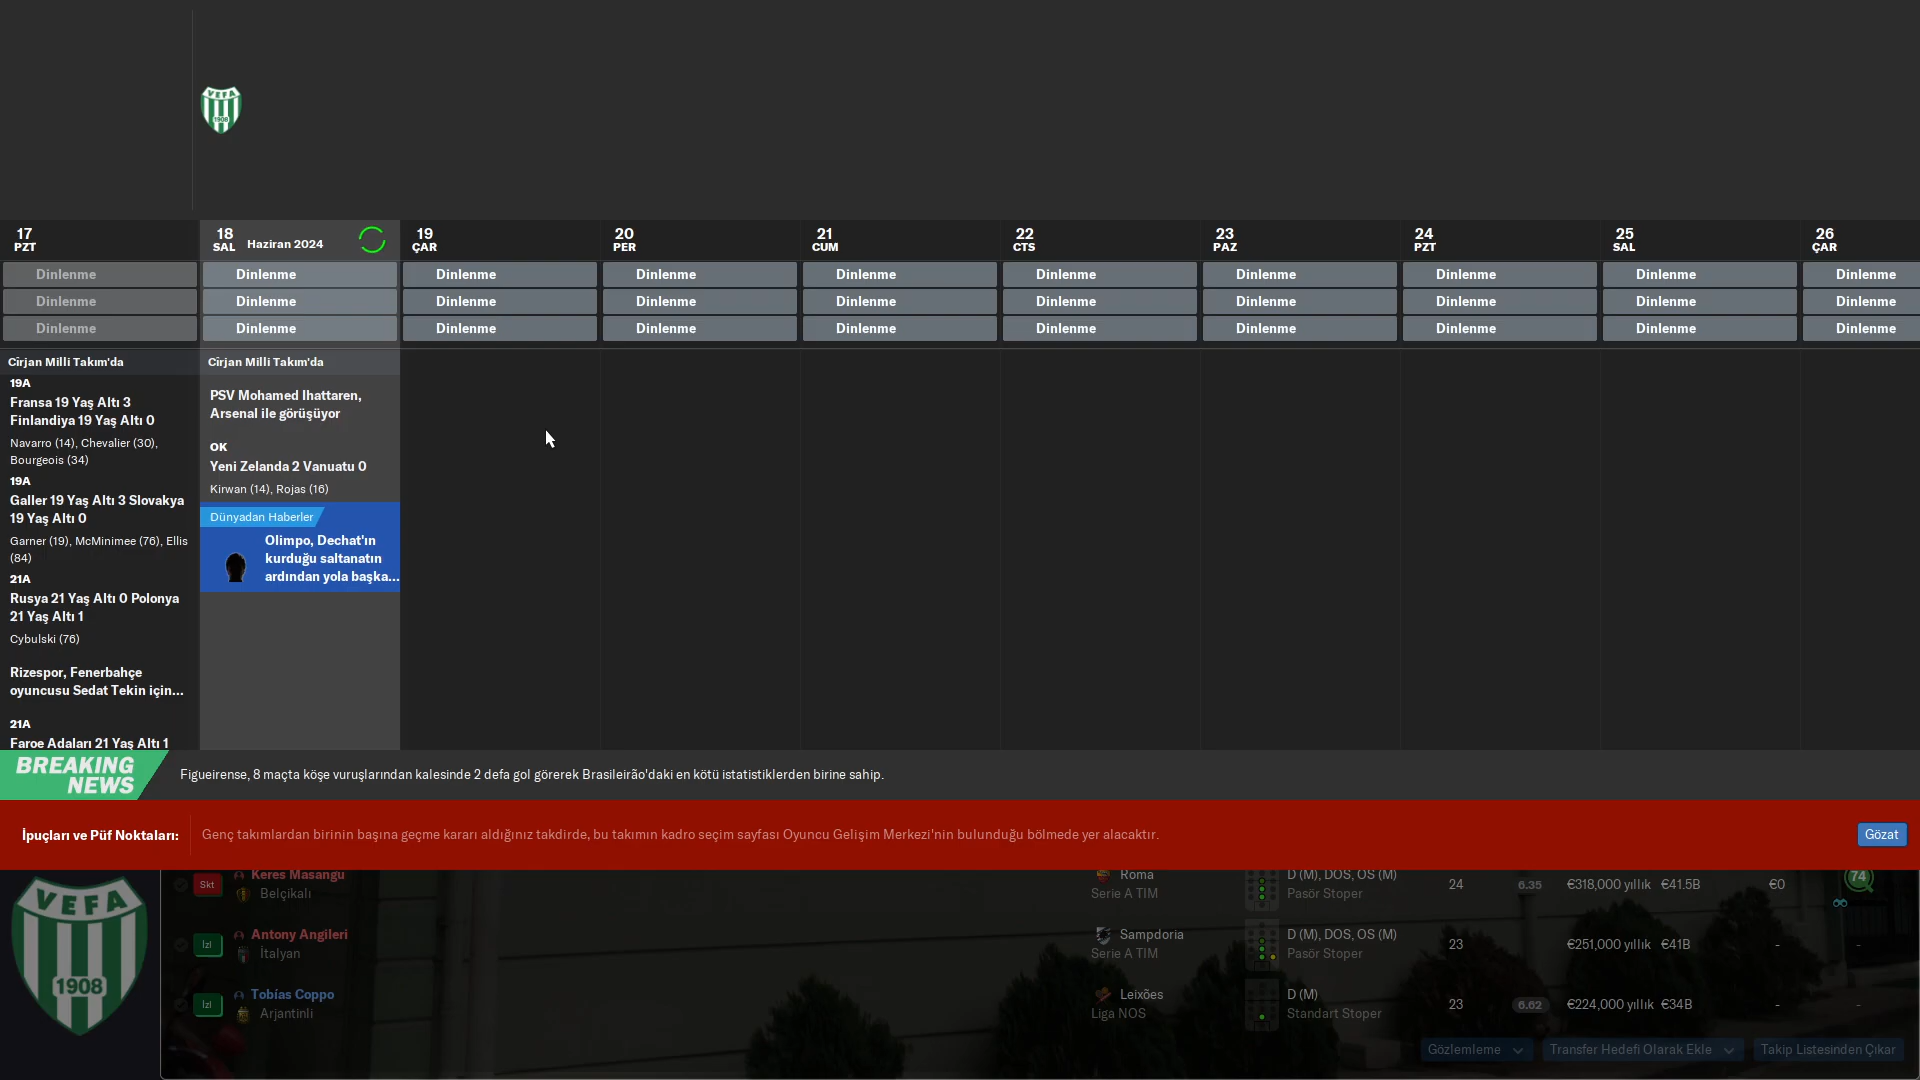 VEFA
1908
17
PZT
18
SAL
Haziran 2024
19
ÇAR
20
PER
21
CUM
22
CTS
23
PAZ
24
PZT
25
SAL
26
ÇAR
Dinlenme Dinlenme Dinlenme Dinlenme Dinlenme Dinlenme Dinlenme Dinlenme Dinlenme Dinlenme
Dinlenme Dinlenme Dinlenme Dinlenme Dinlenme Dinlenme Dinlenme Dinlenme Dinlenme Dinlenme
Dinlenme Dinlenme Dinlenme Dinlenme Dinlenme Dinlenme Dinlenme Dinlenme Dinlenme Dinlenme
Cirjan Milli Takım'da
19A
Fransa 19 Yaş Altı 3
Finlandiya 19 Yaş Altı 0
Navarro (14), Chevalier (30),
Bourgeois (34)
19A
Galler 19 Yaş Altı 3 Slovakya
19 Yaş Altı 0
Garner (19), McMinimee (76), Ellis
(84)
21A
Rusya 21 Yaş Altı 0 Polonya
21 Yaş Altı 1
Cybulski (76)
Rizespor, Fenerbahçe
oyuncusu Sedat Tekin için...
21A
Faroe Adaları 21 Yaş Altı 1
Cirjan Milli Takım'da
PSV Mohamed Ihattaren,
Arsenal ile görüşüyor
OK
Yeni Zelanda 2 Vanuatu 0
Kirwan (14), Rojas (16)
Dünyadan Haberler
Olimpo, Dechat'ın
kurduğu saltanatın
ardından yola başka...
BREAKING
NEWS
Figueirense, 8 maçta köşe vuruşlarından kalesinde 2 defa gol görerek Brasileirão'daki en kötü istatistiklerden birine sahip.
İpuçları ve Püf Noktaları:
Genç takımlardan birinin başına geçme kararı aldığınız takdirde, bu takımın kadro seçim sayfası Oyuncu Gelişim Merkezi'nin bulunduğu bölmede yer alacaktır.
Gözat
VEFA
1908
Skt
Keres Masangu
Belçikalı
Roma
Serie A TIM
D (M), DOS, OS (M)
Pasör Stoper
24
6.35
€318,000 yıllık
€41.5B
€0
74
İzl
Antony Angileri
İtalyan
Sampdoria
Serie A TIM
D (M), DOS, OS (M)
Pasör Stoper
23
€251,000 yıllık
€41B
-
-
İzl
Tobías Coppo
Arjantinli
Leixões
Liga NOS
D (M)
Standart Stoper
23
6.62
€224,000 yıllık
€34B
-
-
Gözlemleme
Transfer Hedefi Olarak Ekle
Takip Listesinden Çıkar